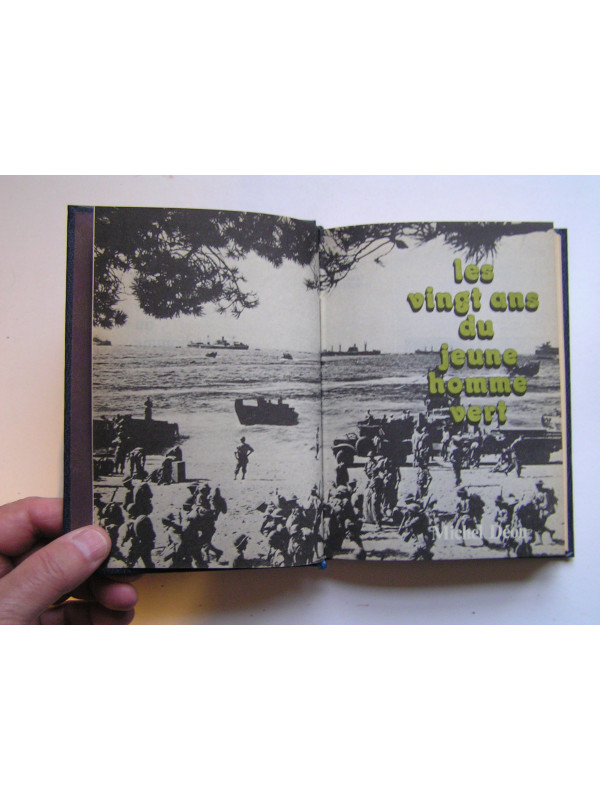 les
vingt ans
du
jeune
homme
vert
Michel Déon